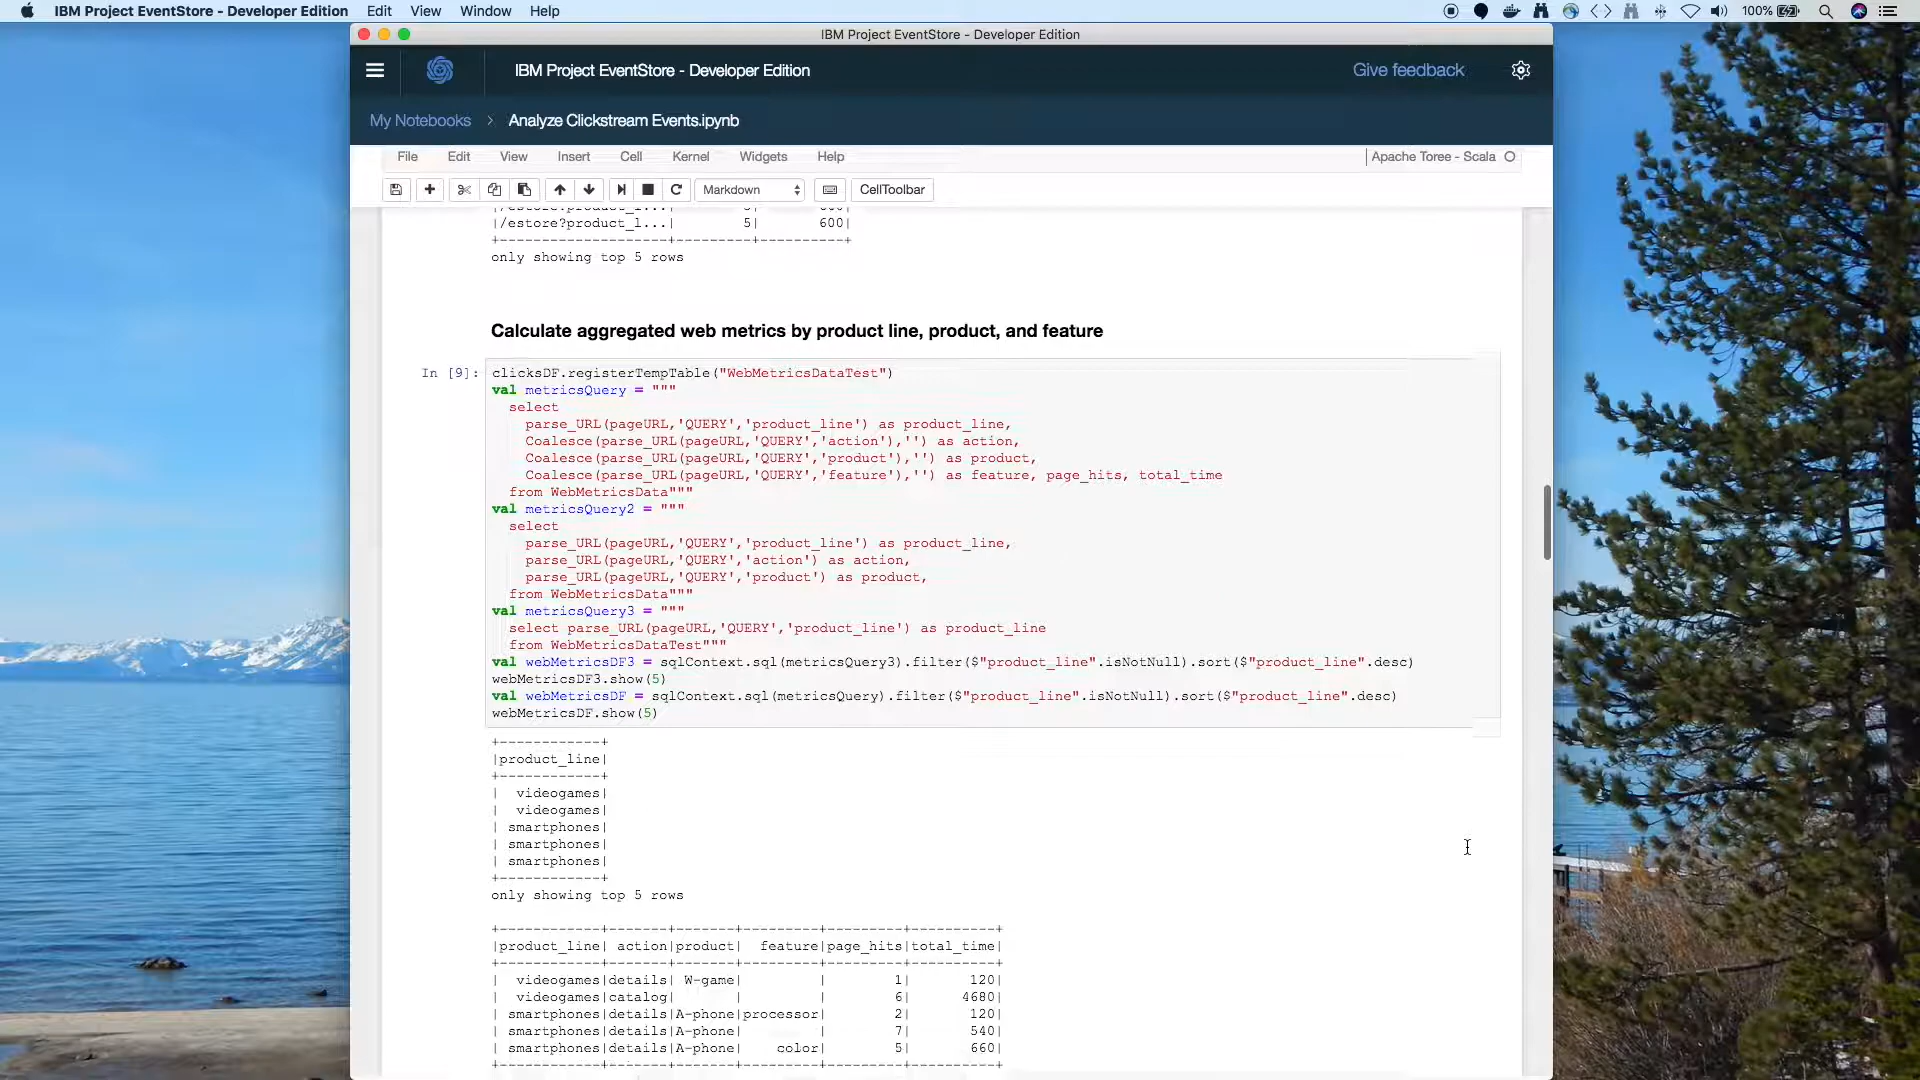 IBM Project EventStore - Developer Edition Edit View Window Help 100%
IBM Project EventStore - Developer Edition
IBM Project EventStore - Developer Edition Give feedback
My Notebooks > Analyze Clickstream Events.ipynb
File Edit View Insert Cell Kernel Widgets Help Apache Toree - Scala
Markdown CellToolbar
|/estore?product_l...| 5| 600|
+--------------------+---------+----------+
only showing top 5 rows
Calculate aggregated web metrics by product line, product, and feature
In [9]: clicksDF.registerTempTable("WebMetricsDataTest")
val metricsQuery = """
select
parse_URL(pageURL,'QUERY','product_line') as product_line,
Coalesce(parse_URL(pageURL,'QUERY','action'),'') as action,
Coalesce(parse_URL(pageURL,'QUERY','product'),'') as product,
Coalesce(parse_URL(pageURL,'QUERY','feature'),'') as feature, page_hits, total_time
from WebMetricsData"""
val metricsQuery2 = """
select
parse_URL(pageURL,'QUERY','product_line') as product_line,
parse_URL(pageURL,'QUERY','action') as action,
parse_URL(pageURL,'QUERY','product') as product,
from WebMetricsData"""
val metricsQuery3 = """
select parse_URL(pageURL,'QUERY','product_line') as product_line
from WebMetricsDataTest"""
val webMetricsDF3 = sqlContext.sql(metricsQuery3).filter($"product_line".isNotNull).sort($"product_line".desc)
webMetricsDF3.show(5)
val webMetricsDF = sqlContext.sql(metricsQuery).filter($"product_line".isNotNull).sort($"product_line".desc)
webMetricsDF.show(5)
+------------+
|product_line|
+------------+
| videogames|
| videogames|
| smartphones|
| smartphones|
| smartphones|
+------------+
only showing top 5 rows
+------------+-------+-------+---------+---------+----------+
|product_line| action|product| feature|page_hits|total_time|
+------------+-------+-------+---------+---------+----------+
| videogames|details| W-game| | 1| 120|
| videogames|catalog| | | 6| 4680|
| smartphones|details|A-phone|processor| 2| 120|
| smartphones|details|A-phone| | 7| 540|
| smartphones|details|A-phone| color| 5| 660|
+------------+-------+-------+---------+---------+----------+